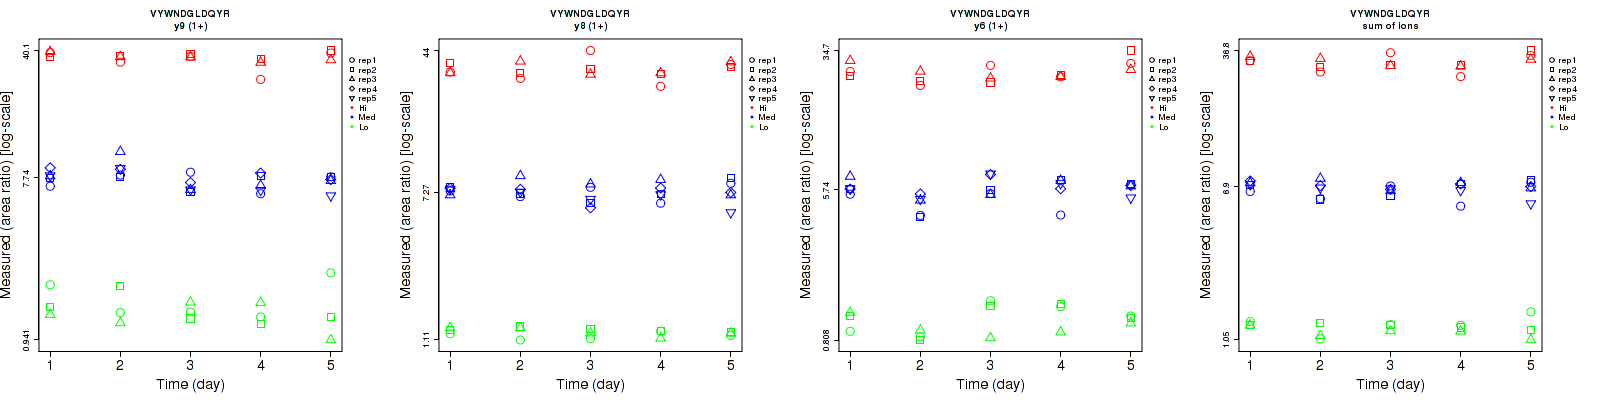 VYWNDGLDQYR
y9 (1+)
Measured (area ratio) [log-scale]
40.1
7.74
0.941
1 2 3 4 5
Time (day)
rep1
rep2
rep3
rep4
rep5
Hi
Med
Lo
VYWNDGLDQYR
y8 (1+)
Measured (area ratio) [log-scale]
44
7.27
1.11
1 2 3 4 5
Time (day)
rep1
rep2
rep3
rep4
rep5
Hi
Med
Lo
VYWNDGLDQYR
y6 (1+)
Measured (area ratio) [log-scale]
34.7
5.74
0.808
1 2 3 4 5
Time (day)
rep1
rep2
rep3
rep4
rep5
Hi
Med
Lo
VYWNDGLDQYR
sum of ions
Measured (area ratio) [log-scale]
36.8
6.9
1.05
1 2 3 4 5
Time (day)
rep1
rep2
rep3
rep4
rep5
Hi
Med
Lo